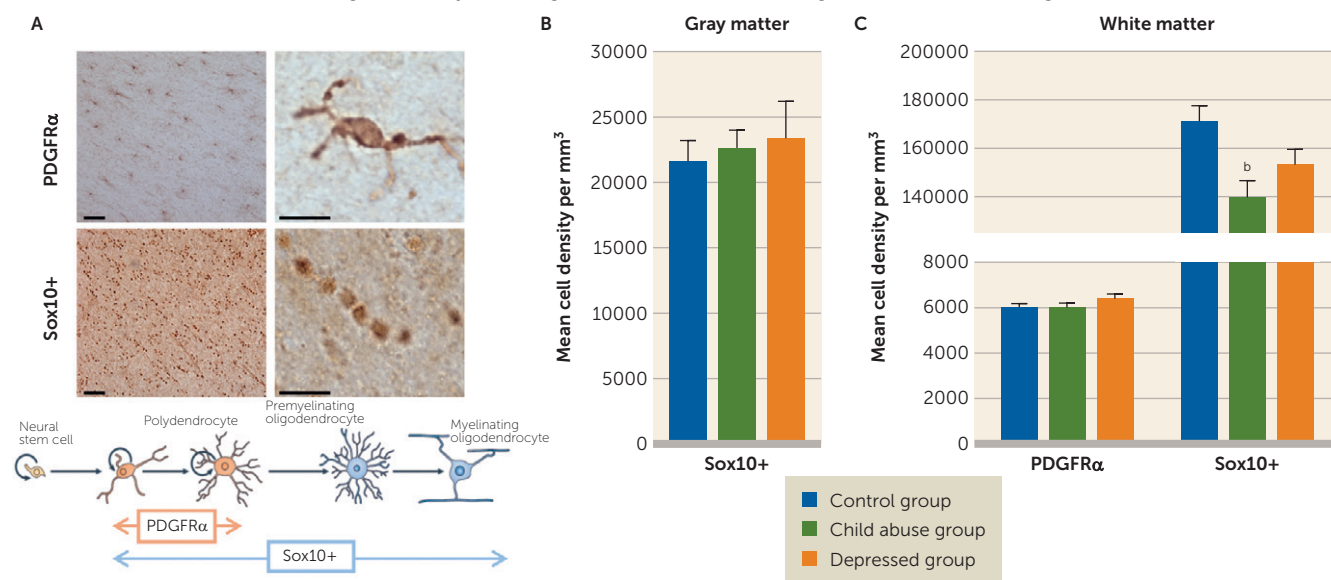 A
PDGFRα
Sox10+
Neural
stem cell
Polydendrocyte
Premyelinating
oligodendrocyte
Myelinating
oligodendrocyte
PDGFRα
Sox10+
B
Gray matter
Mean cell density per mm³
30000
25000
20000
15000
10000
5000
0
Sox10+
C
White matter
Mean cell density per mm³
200000
180000
160000
140000
8000
6000
4000
2000
0
b
PDGFRα
Sox10+
Control group
Child abuse group
Depressed group